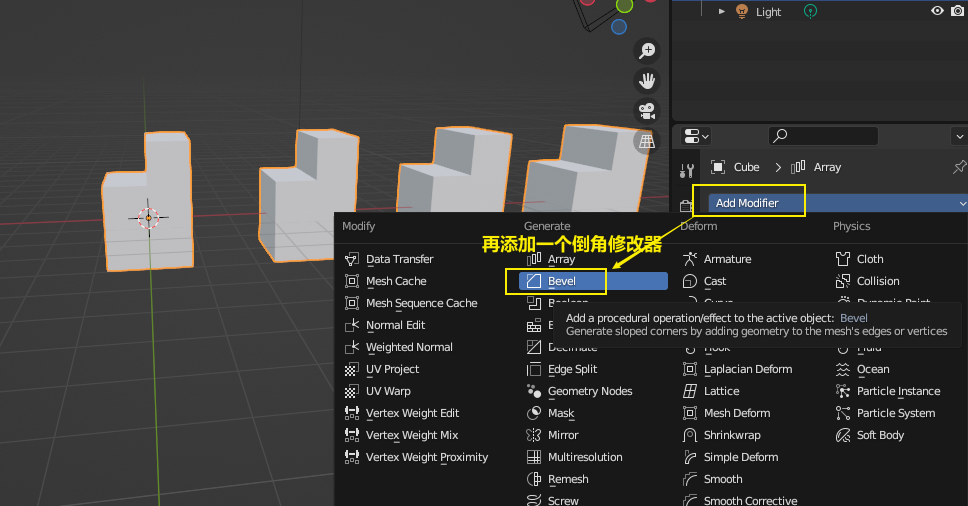 Light
Cube
Array
Add Modifier
Modify
Generate
Deform
Physics
再添加一个倒角修改器
Data Transfer
Array
Armature
Cloth
Mesh Cache
Bevel
Cast
Collision
Mesh Sequence Cache
Boolean
Curve
Dynamic Paint
Add a procedural operation/effect to the active object: Bevel
Generate sloped corners by adding geometry to the mesh's edges or vertices
Normal Edit
Weighted Normal
Decimate
Hook
Fluid
UV Project
Edge Split
Laplacian Deform
Ocean
UV Warp
Geometry Nodes
Lattice
Particle Instance
Vertex Weight Edit
Mask
Mesh Deform
Particle System
Vertex Weight Mix
Mirror
Shrinkwrap
Soft Body
Vertex Weight Proximity
Multiresolution
Simple Deform
Remesh
Smooth
Screw
Smooth Corrective